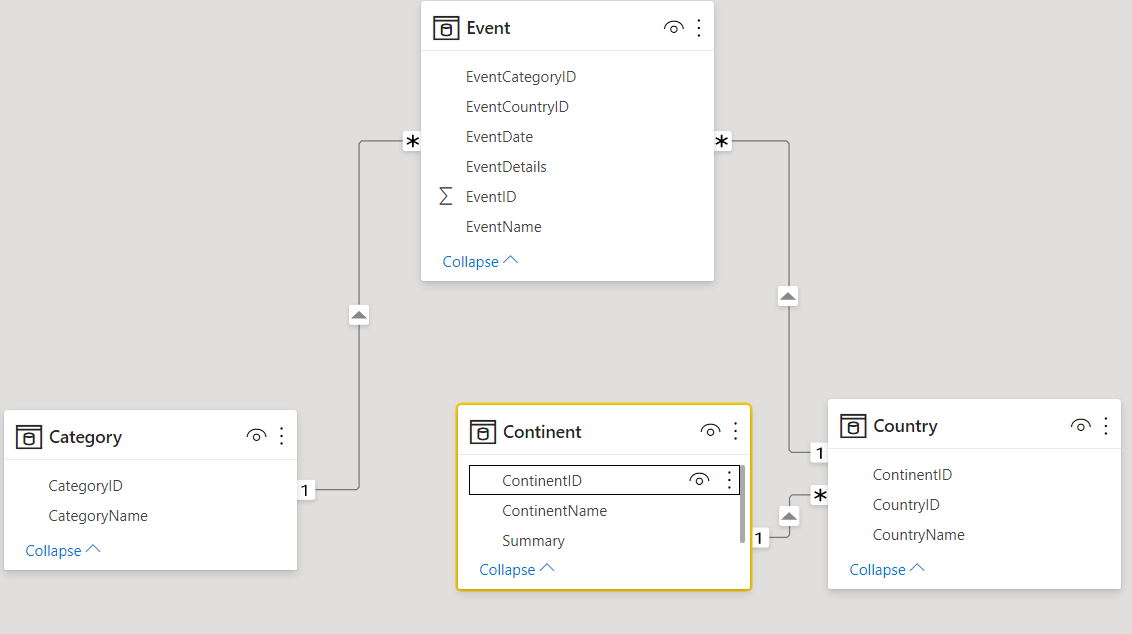 Event
EventCategoryID
EventCountryID
EventDate
EventDetails
∑ EventID
EventName
Collapse
*
*
Category
CategoryID
CategoryName
Collapse
1
Continent
ContinentID
ContinentName
Summary
Collapse
1
Country
ContinentID
CountryID
CountryName
Collapse
1
*